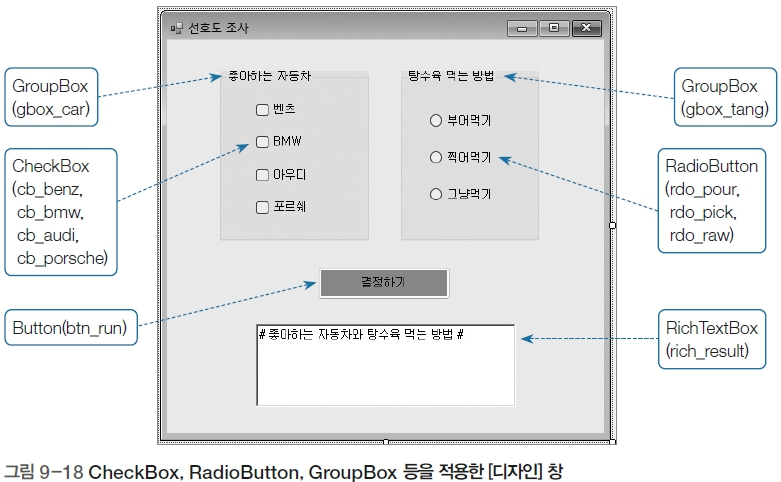 선호도 조사
GroupBox
(gbox_car)
좋아하는 자동차
벤츠
BMW
아우디
포르쉐
CheckBox
(cb_benz,
cb_bmw,
cb_audi,
cb_porsche)
탕수육 먹는 방법
부어먹기
찍어먹기
그냥먹기
GroupBox
(gbox_tang)
RadioButton
(rdo_pour,
rdo_pick,
rdo_raw)
결정하기
Button(btn_run)
# 좋아하는 자동차와 탕수육 먹는 방법 #
RichTextBox
(rich_result)
그림 9-18 CheckBox, RadioButton, GroupBox 등을 적용한 [디자인] 창